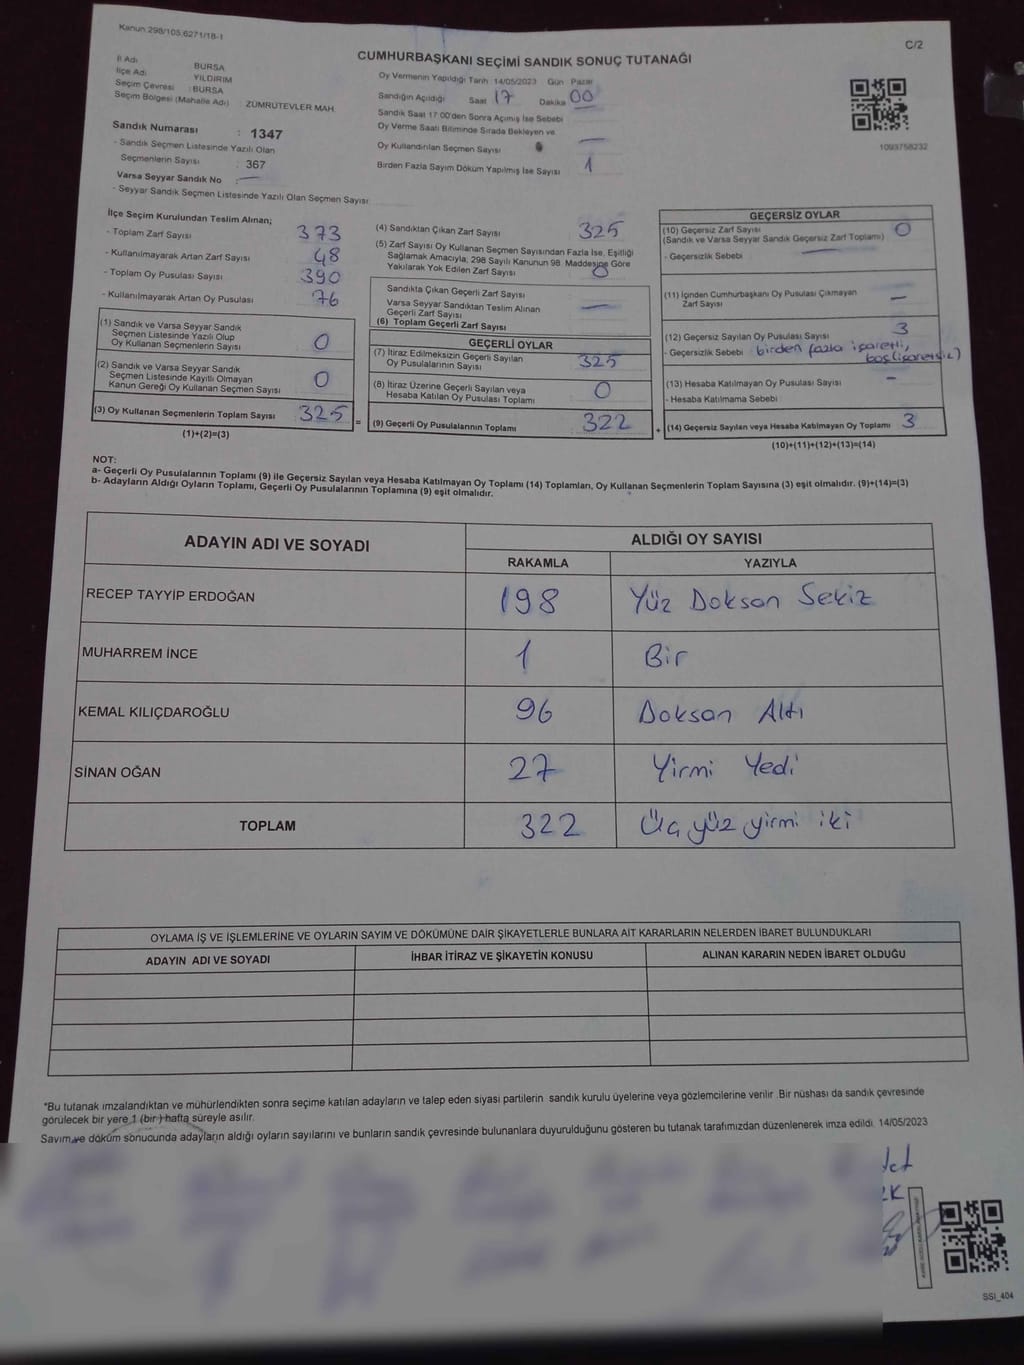 Kanun 298/105.6271/18-1
C/2
CUMHURBAŞKANI SEÇİMİ SANDIK SONUÇ TUTANAĞI
İl Adı BURSA
İlçe Adı YILDIRIM
Seçim Çevresi : BURSA
Seçim Bölgesi (Mahalle Adı) : ZÜMRÜTEVLER MAH.
Sandık Numarası : 1347
- Sandık Seçmen Listesinde Yazılı Olan
Seçmenlerin Sayısı : 367
Varsa Seyyar Sandık No : —
- Seyyar Sandık Seçmen Listesinde Yazılı Olan Seçmen Sayısı
Oy Vermenin Yapıldığı Tarih 14/05/2023 Gün Pazar
Sandığın Açıldığı Saat 17 Dakika 00
Sandık Saat 17.00'den Sonra Açımış İse Sebebi
Oy Verme Saati Bitiminde Sırada Bekleyen ve
Oy Kullandırılan Seçmen Sayısı —
Birden Fazla Sayım Döküm Yapılmış İse Sayısı 1
1093758232
İlçe Seçim Kurulundan Teslim Alınan;
- Toplam Zarf Sayısı 373
- Kullanılmayarak Artan Zarf Sayısı 48
- Toplam Oy Pusulası Sayısı 390
- Kullanılmayarak Artan Oy Pusulası 76
(1) Sandık ve Varsa Seyyar Sandık
Seçmen Listesinde Yazılı Olup
Oy Kullanan Seçmenlerin Sayısı 0
(2) Sandık ve Varsa Seyyar Sandık
Seçmen Listesinde Kayıtlı Olmayan
Kanun Gereği Oy Kullanan Seçmen Sayısı 0
(3) Oy Kullanan Seçmenlerin Toplam Sayısı 325 =
(1)+(2)=(3)
(4) Sandıktan Çıkan Zarf Sayısı 325
(5) Zarf Sayısı Oy Kullanan Seçmen Sayısından Fazla İse, Eşitliği
Sağlamak Amacıyla, 298 Sayılı Kanunun 98. Maddesine Göre
Yakılarak Yok Edilen Zarf Sayısı 0
Sandıkta Çıkan Geçerli Zarf Sayısı
Varsa Seyyar Sandıktan Teslim Alınan
Geçerli Zarf Sayısı —
(6) Toplam Geçerli Zarf Sayısı
GEÇERLİ OYLAR
(7) İtiraz Edilmeksizin Geçerli Sayılan
Oy Pusulalarının Sayısı 325
(8) İtiraz Üzerine Geçerli Sayılan veya
Hesaba Katılan Oy Pusulası Toplamı 0
(9) Geçerli Oy Pusulalarının Toplamı 322 +
GEÇERSİZ OYLAR
(10) Geçersiz Zarf Sayısı
(Sandık ve Varsa Seyyar Sandık Geçersiz Zarf Toplamı) 0
- Geçersizlik Sebebi —
(11) İçinden Cumhurbaşkanı Oy Pusulası Çıkmayan
Zarf Sayısı —
(12) Geçersiz Sayılan Oy Pusulası Sayısı 3
- Geçersizlik Sebebi birden fazla işaretli,
boş(işaretsiz)
(13) Hesaba Katılmayan Oy Pusulası Sayısı —
- Hesaba Katılmama Sebebi
(14) Geçersiz Sayılan veya Hesaba Katılmayan Oy Toplamı 3
(10)+(11)+(12)+(13)=(14)
NOT:
a- Geçerli Oy Pusulalarının Toplamı (9) ile Geçersiz Sayılan veya Hesaba Katılmayan Oy Toplamı (14) Toplamları, Oy Kullanan Seçmenlerin Toplam Sayısına (3) eşit olmalıdır. (9)+(14)=(3)
b- Adayların Aldığı Oyların Toplamı, Geçerli Oy Pusulalarının Toplamına (9) eşit olmalıdır.
ADAYIN ADI VE SOYADI ALDIĞI OY SAYISI
RAKAMLA YAZIYLA
RECEP TAYYİP ERDOĞAN 198 Yüz Doksan Sekiz
MUHARREM İNCE 1 Bir
KEMAL KILIÇDAROĞLU 96 Doksan Altı
SİNAN OĞAN 27 Yirmi Yedi
TOPLAM 322 Üç yüz yirmi iki
OYLAMA İŞ VE İŞLEMLERİNE VE OYLARIN SAYIM VE DÖKÜMÜNE DAİR ŞİKAYETLERLE BUNLARA AİT KARARLARIN NELERDEN İBARET BULUNDUKLARI
ADAYIN ADI VE SOYADI İHBAR İTİRAZ VE ŞİKAYETİN KONUSU ALINAN KARARIN NEDEN İBARET OLDUĞU
*Bu tutanak imzalandıktan ve mühürlendikten sonra seçime katılan adayların ve talep eden siyasi partilerin sandık kurulu üyelerine veya gözlemcilerine verilir. Bir nüshası da sandık çevresinde
görülecek bir yere 1 (bir) hafta süreyle asılır.
Sayım ve döküm sonucunda adayların aldığı oyların sayılarını ve bunların sandık çevresinde bulunanlara duyurulduğunu gösteren bu tutanak tarafımızdan düzenlenerek imza edildi. 14/05/2023
SSI_404